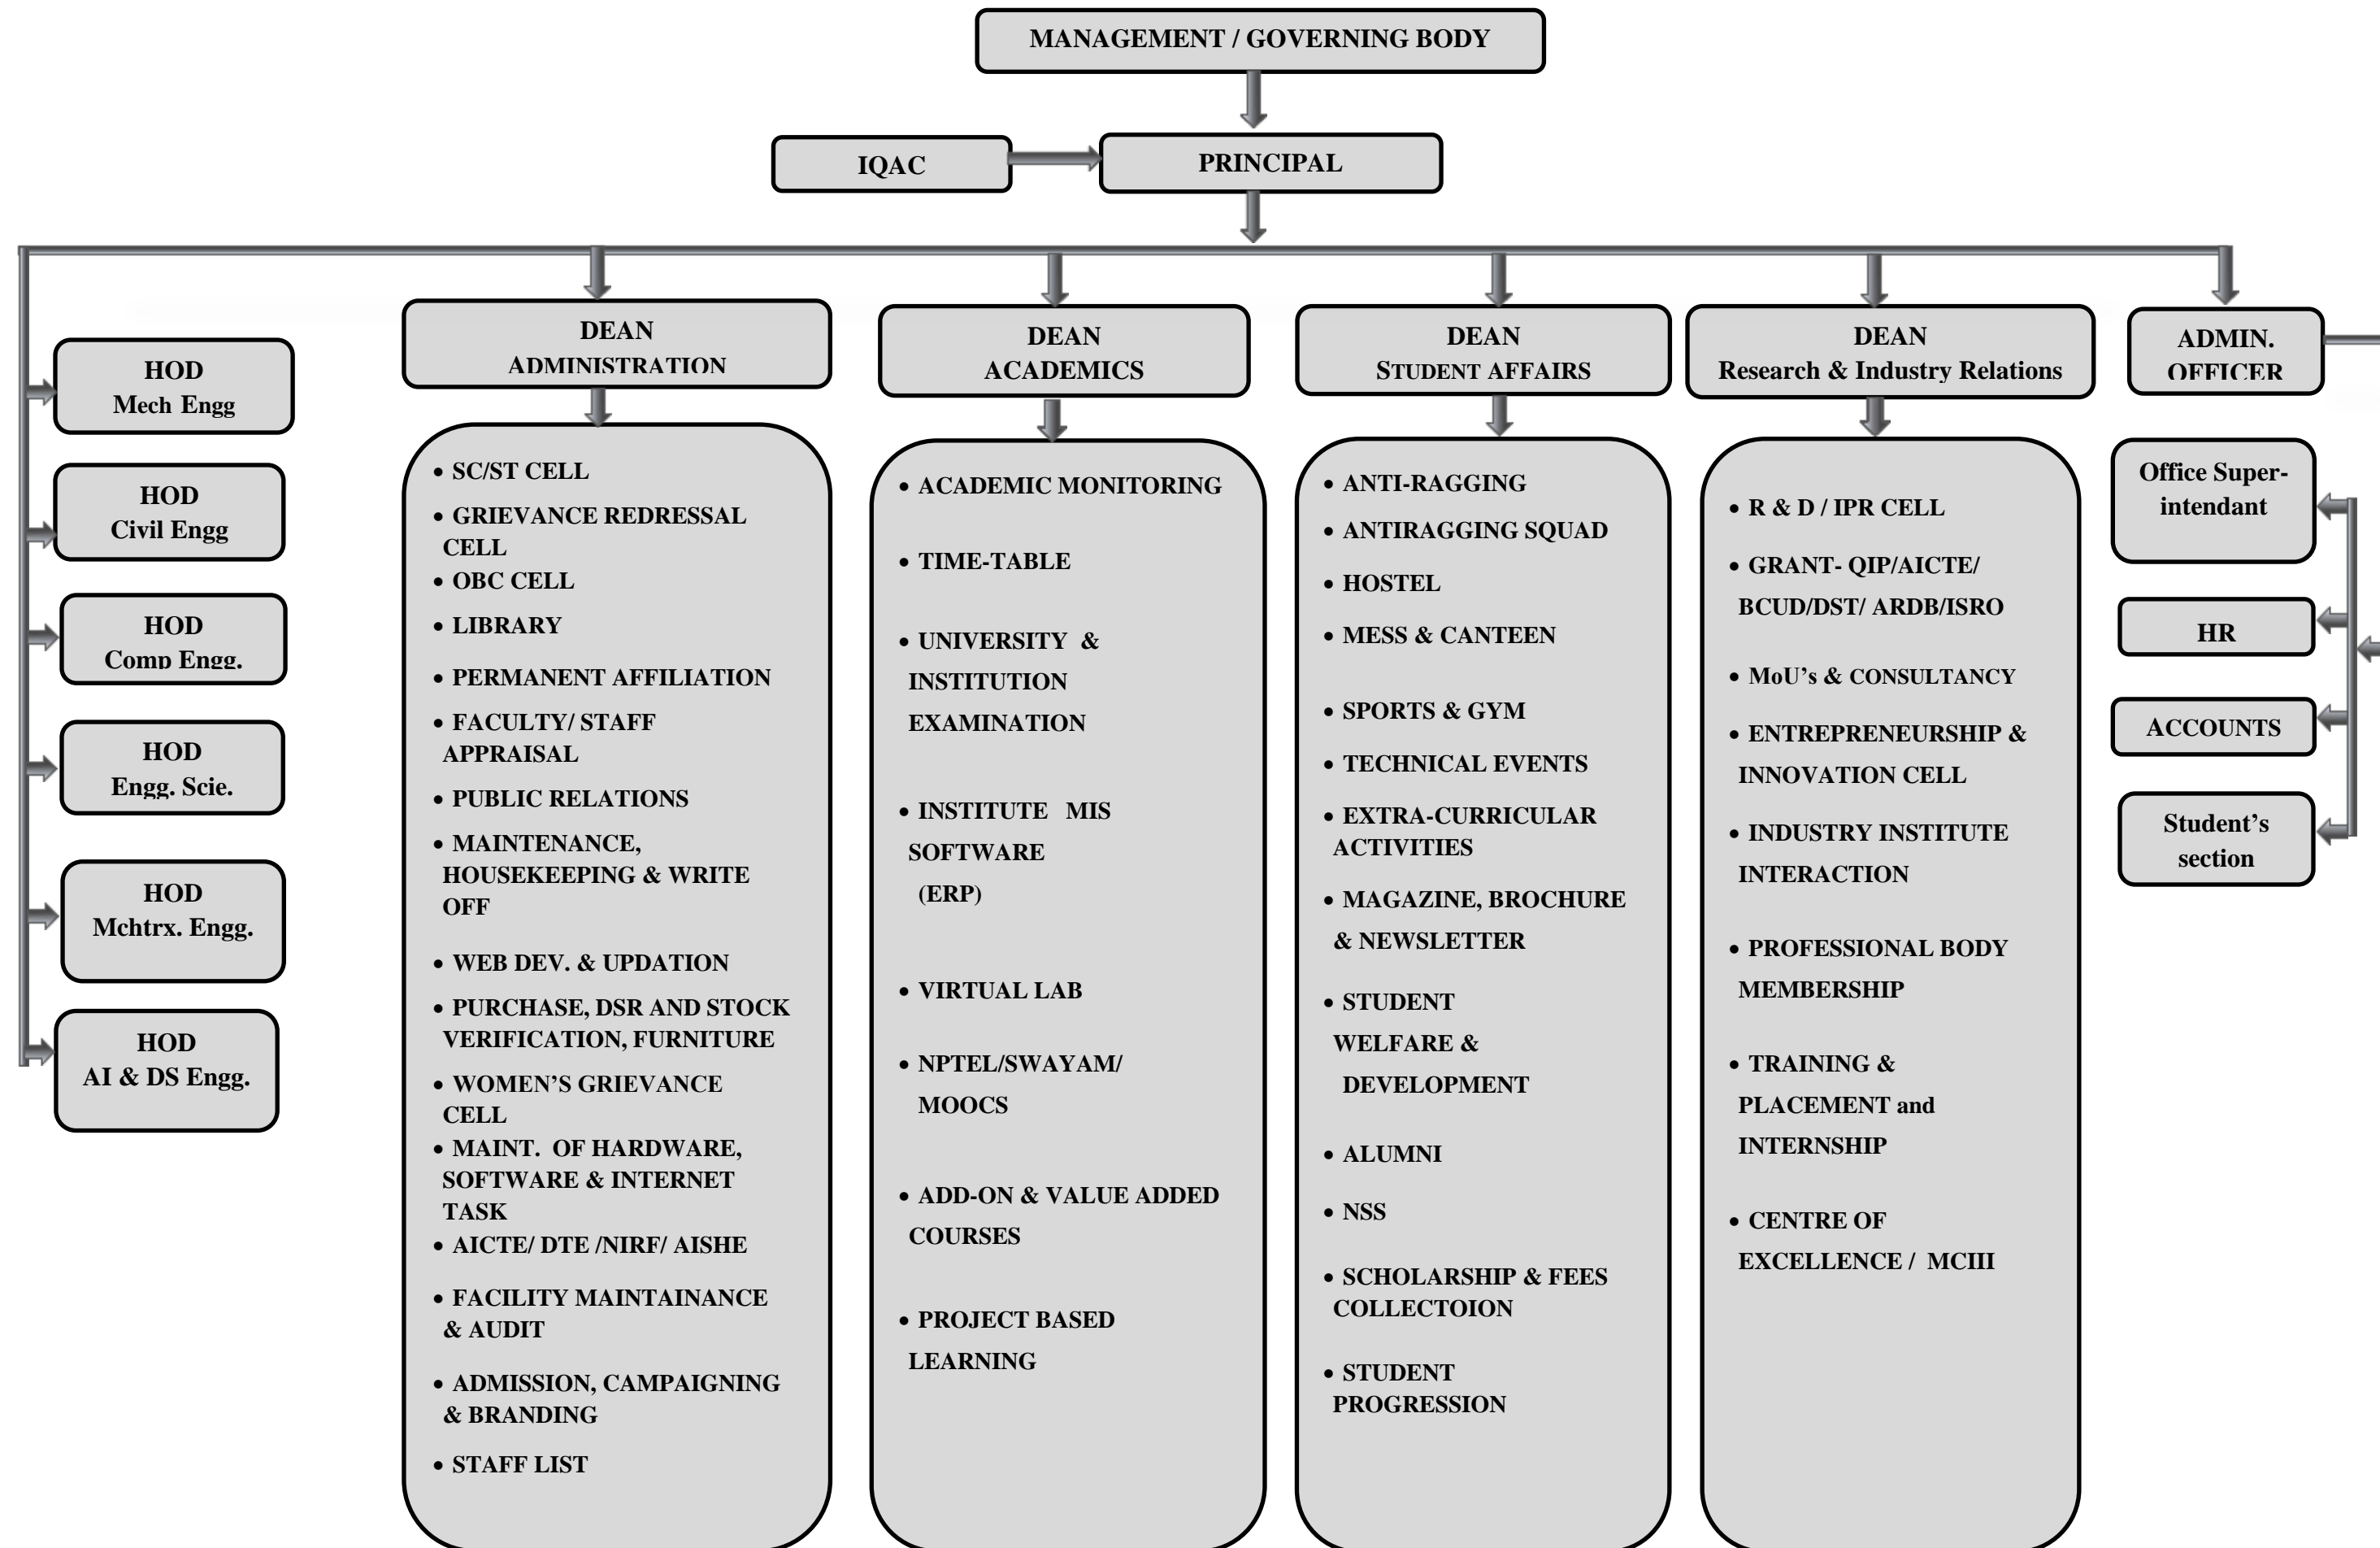 MANAGEMENT / GOVERNING BODY
IQAC
PRINCIPAL
HOD
Mech Engg
HOD
Civil Engg
HOD
Comp Engg.
HOD
Engg. Scie.
HOD
Mchtrx. Engg.
HOD
AI & DS Engg.
DEAN
ADMINISTRATION
• SC/ST CELL
• GRIEVANCE REDRESSAL
CELL
• OBC CELL
• LIBRARY
• PERMANENT AFFILIATION
• FACULTY/ STAFF
APPRAISAL
• PUBLIC RELATIONS
• MAINTENANCE,
HOUSEKEEPING & WRITE
OFF
• WEB DEV. & UPDATION
• PURCHASE, DSR AND STOCK
VERIFICATION, FURNITURE
• WOMEN’S GRIEVANCE
CELL
• MAINT. OF HARDWARE,
SOFTWARE & INTERNET
TASK
• AICTE/ DTE /NIRF/ AISHE
• FACILITY MAINTAINANCE
& AUDIT
• ADMISSION, CAMPAIGNING
& BRANDING
• STAFF LIST
DEAN
ACADEMICS
• ACADEMIC MONITORING
• TIME-TABLE
• UNIVERSITY &
INSTITUTION
EXAMINATION
• INSTITUTE MIS
SOFTWARE
(ERP)
• VIRTUAL LAB
• NPTEL/SWAYAM/
MOOCS
• ADD-ON & VALUE ADDED
COURSES
• PROJECT BASED
LEARNING
DEAN
STUDENT AFFAIRS
• ANTI-RAGGING
• ANTIRAGGING SQUAD
• HOSTEL
• MESS & CANTEEN
• SPORTS & GYM
• TECHNICAL EVENTS
• EXTRA-CURRICULAR
ACTIVITIES
• MAGAZINE, BROCHURE
& NEWSLETTER
• STUDENT
WELFARE &
DEVELOPMENT
• ALUMNI
• NSS
• SCHOLARSHIP & FEES
COLLECTOION
• STUDENT
PROGRESSION
DEAN
Research & Industry Relations
• R & D / IPR CELL
• GRANT- QIP/AICTE/
BCUD/DST/ ARDB/ISRO
• MoU's & CONSULTANCY
• ENTREPRENEURSHIP &
INNOVATION CELL
• INDUSTRY INSTITUTE
INTERACTION
• PROFESSIONAL BODY
MEMBERSHIP
• TRAINING &
PLACEMENT and
INTERNSHIP
• CENTRE OF
EXCELLENCE / MCIII
ADMIN.
OFFICER
Office Super-
intendant
HR
ACCOUNTS
Student’s
section